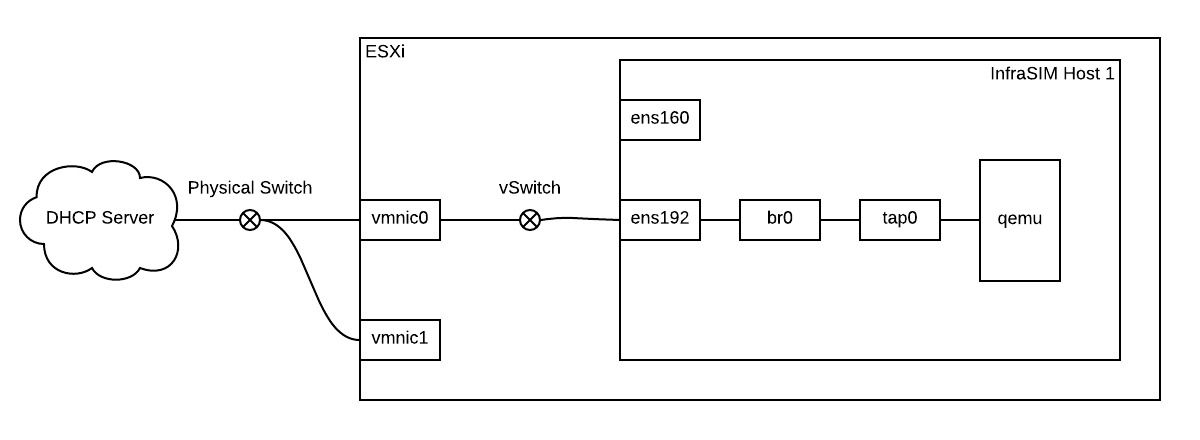 ESXi
InfraSIM Host 1
ens160
Physical Switch
vSwitch
DHCP Server
vmnic0
ens192
br0
tap0
qemu
vmnic1